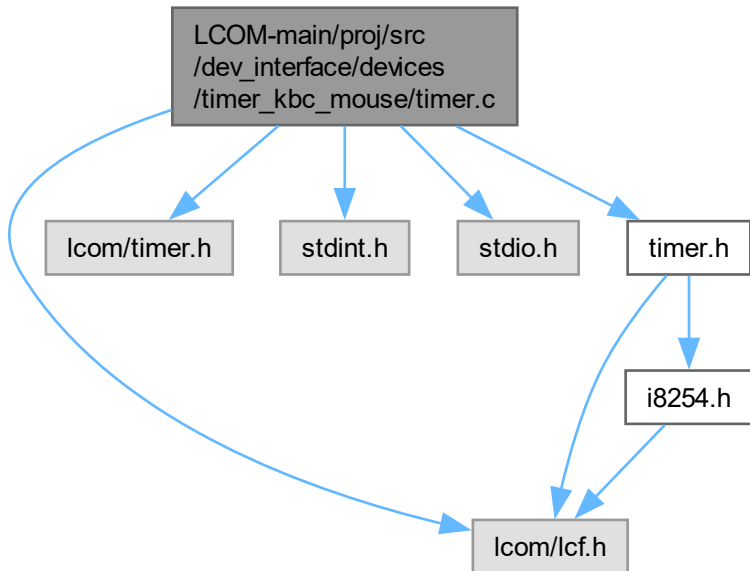 LCOM-main/proj/src
/dev_interface/devices
/timer_kbc_mouse/timer.c
lcom/timer.h
stdint.h
stdio.h
timer.h
i8254.h
lcom/lcf.h